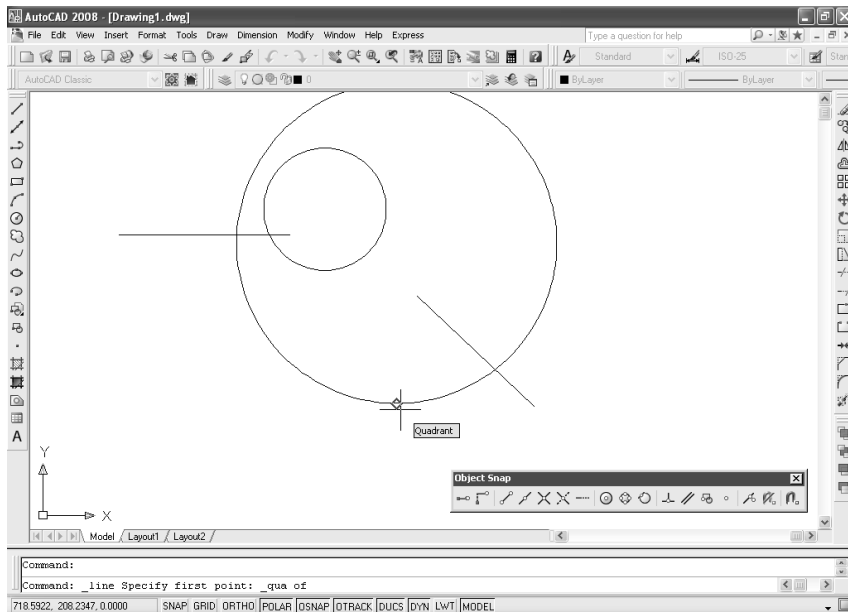 AutoCAD 2008 - [Drawing1.dwg]
File Edit View Insert Format Tools Draw Dimension Modify Window Help Express
Type a question for help
Standard ISO-25 Stan
AutoCAD Classic 0 ByLayer ByLayer
Quadrant
Y
X
Object Snap
Model Layout1 Layout2
Command:
Command: _line Specify first point: _qua of
718.5922, 208.2347, 0.0000 SNAP GRID ORTHO POLAR OSNAP OTRACK DUCS DYN LWT MODEL